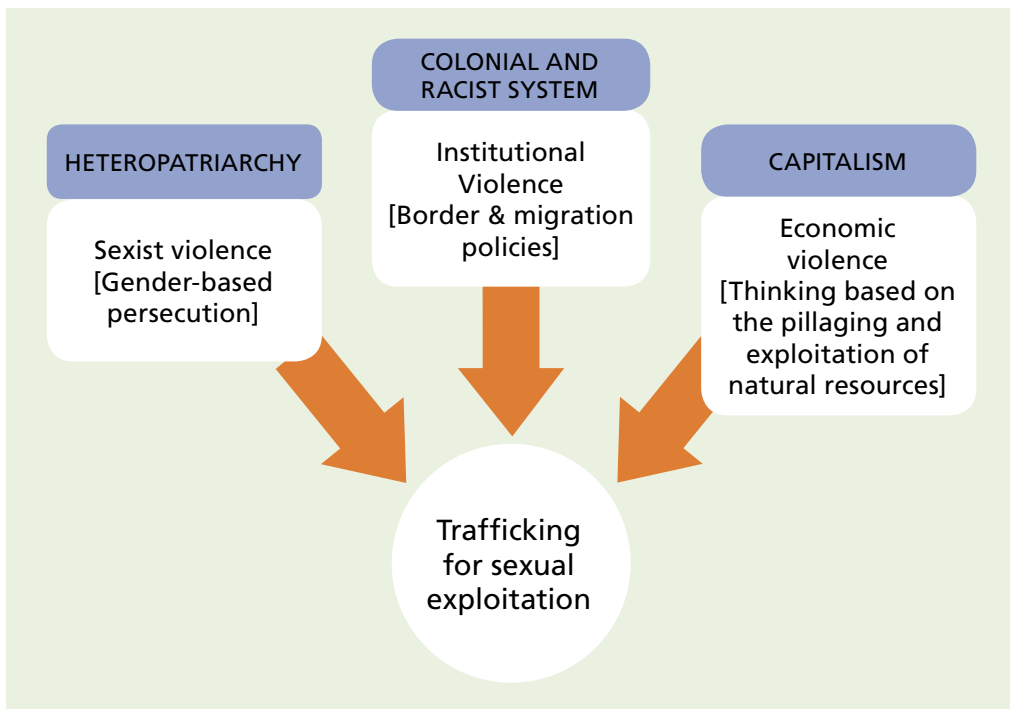 HETEROPATRIARCHY
Sexist violence
[Gender-based
persecution]
COLONIAL AND
RACIST SYSTEM
Institutional
Violence
[Border & migration
policies]
CAPITALISM
Economic
violence
[Thinking based on
the pillaging and
exploitation of
natural resources]
Trafficking
for sexual
exploitation